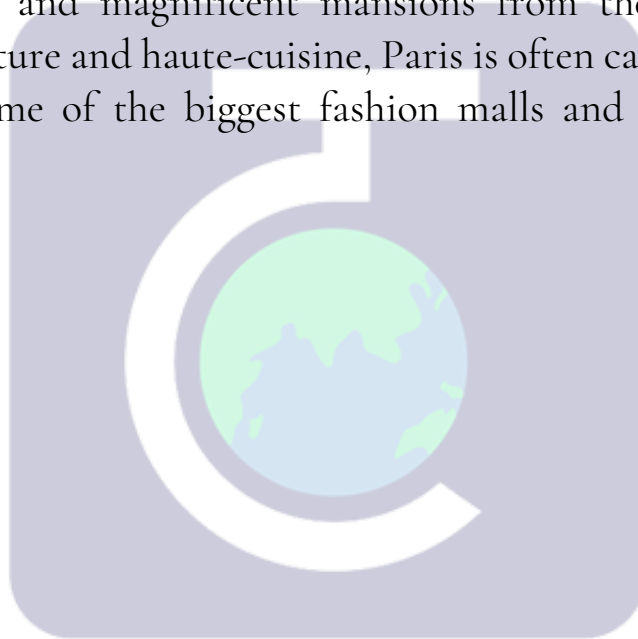 and magnificent mansions from the
ture and haute-cuisine, Paris is often ca
me of the biggest fashion malls and